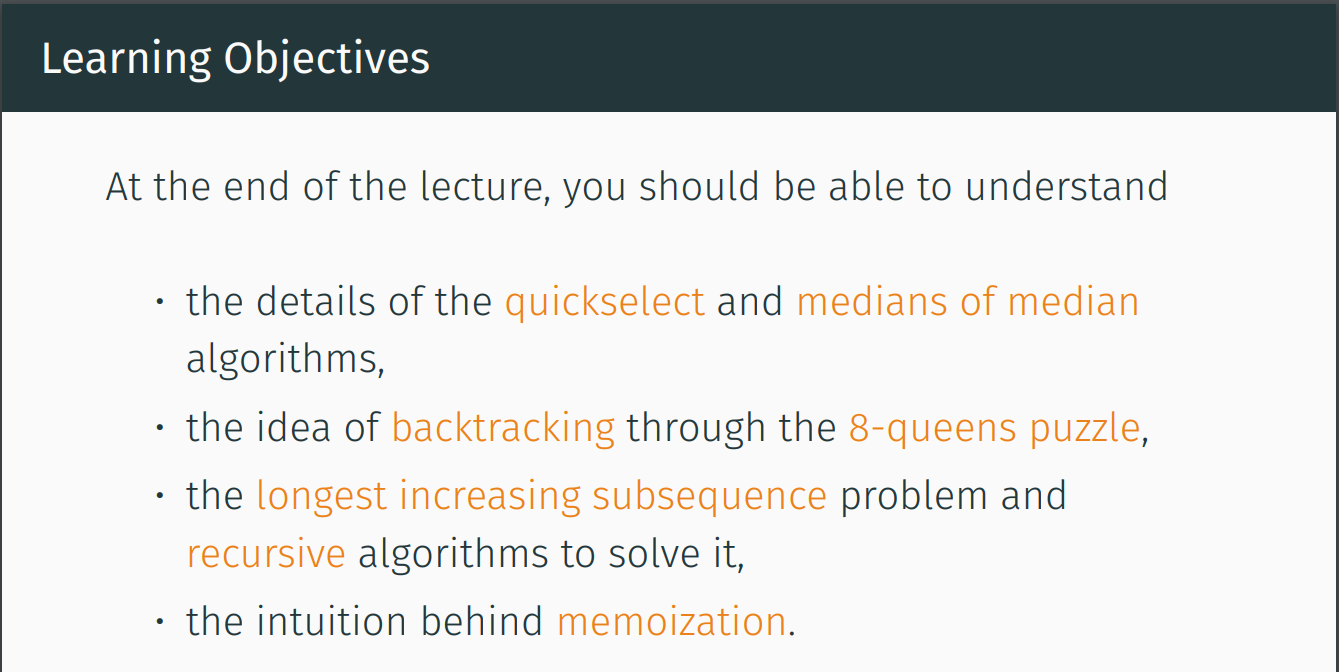 Learning Objectives
At the end of the lecture, you should be able to understand
· the details of the quickselect and medians of median
algorithms,
· the idea of backtracking through the 8-queens puzzle,
· the longest increasing subsequence problem and
recursive algorithms to solve it,
· the intuition behind memoization.